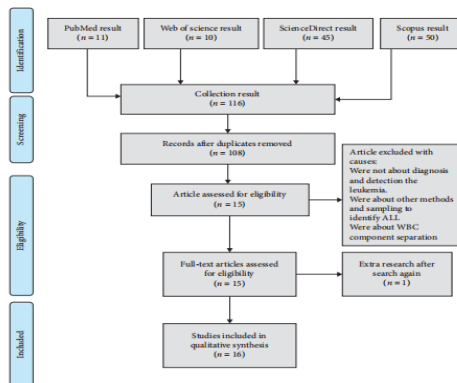 Identification
PubMed result
(n = 11)
Web of science result
(n = 10)
ScienceDirect result
(n = 45)
Scopus result
(n = 50)
Collection result
(n = 116)
Screening
Records after duplicates removed
(n = 108)
Eligibility
Article assessed for eligibility
(n = 15)
Article excluded with
causes:
Were not about diagnosis
and detection the
leukemia.
Were about other methods
and sampling to
identify ALL
Were about WBC
component separation
Full-text articles assessed
for eligibility
(n = 15)
Extra research after
search again
(n = 1)
Included
Studies included in
qualitative synthesis
(n = 16)